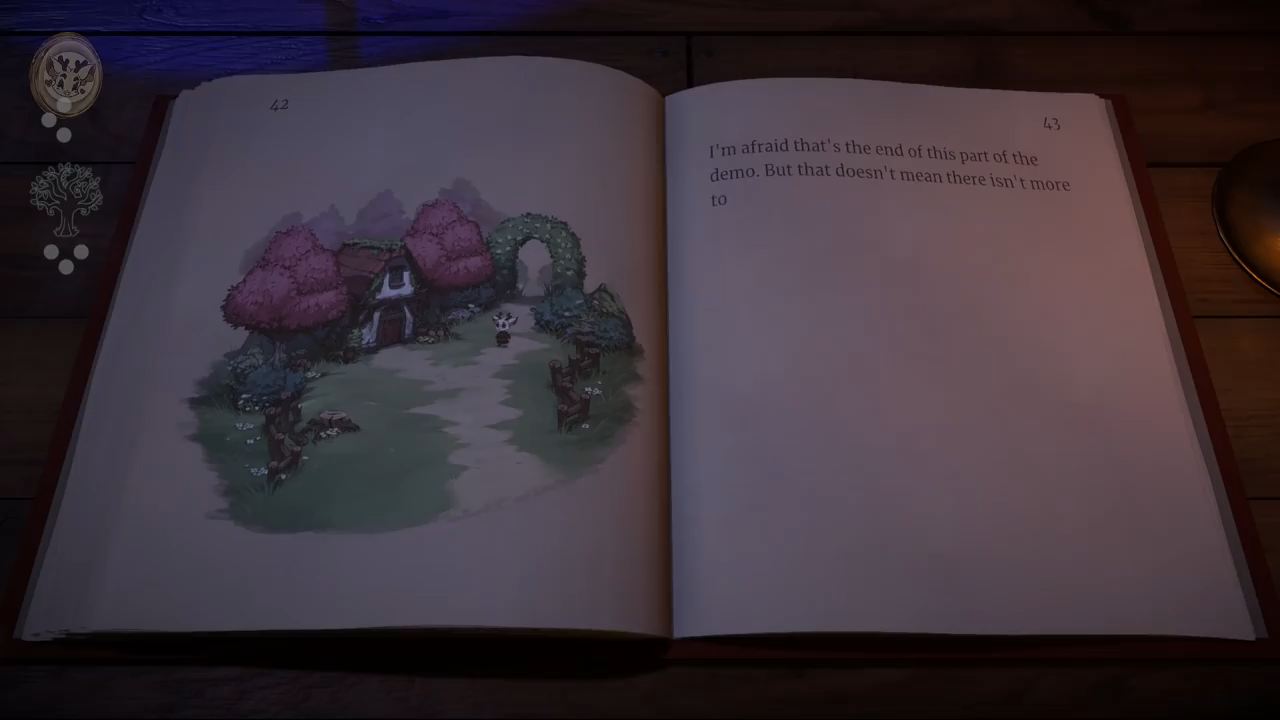 42
43
I'm afraid that's the end of this part of the
demo. But that doesn't mean there isn't more
to